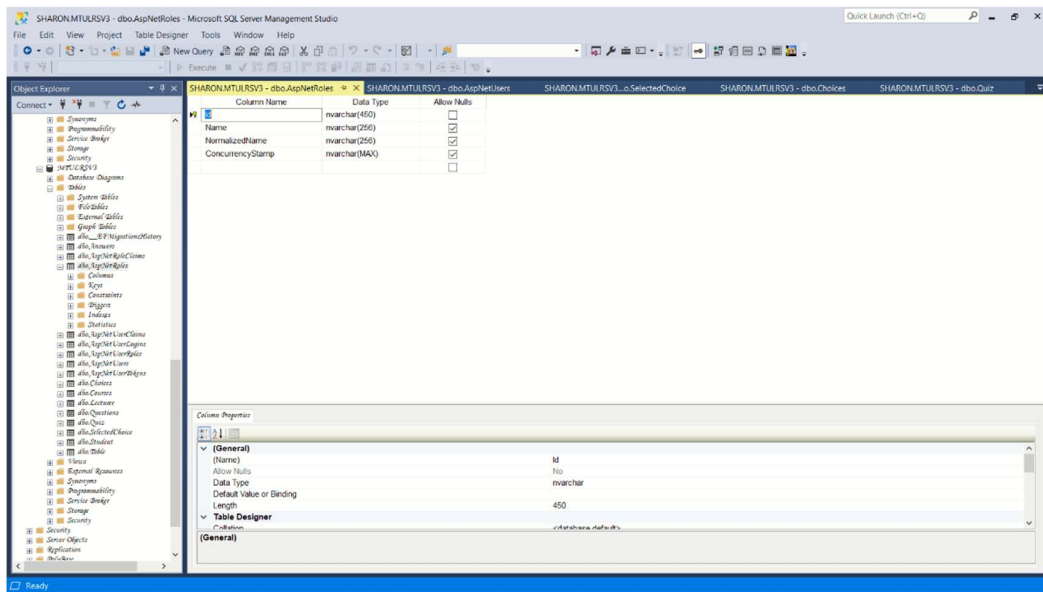 SHARON.MTULRSV3 - dbo.AspNetRoles - Microsoft SQL Server Management Studio
Quick Launch (Ctrl+Q)
File Edit View Project Table Designer Tools Window Help
New Query
Execute
Object Explorer
SHARON.MTULRSV3 - dbo.AspNetRoles SHARON.MTULRSV3 - dbo.AspNetUsers SHARON.MTULRSV3...o.SelectedChoice SHARON.MTULRSV3 - dbo.Choices SHARON.MTULRSV3 - dbo.Quiz
Connect
Synonyms
Programmability
Service Broker
Storage
Security
MTULRSV3
Database Diagrams
Tables
System Tables
FileTables
External Tables
Graph Tables
dbo.__EFMigrationsHistory
dbo.Answers
dbo.AspNetRoleClaims
dbo.AspNetRoles
Columns
Keys
Constraints
Triggers
Indexes
Statistics
dbo.AspNetUserClaims
dbo.AspNetUserLogins
dbo.AspNetUserRoles
dbo.AspNetUsers
dbo.AspNetUserTokens
dbo.Choices
dbo.Courses
dbo.Lecturer
dbo.Questions
dbo.Quiz
dbo.SelectedChoice
dbo.Student
dbo.Table
Views
External Resources
Synonyms
Programmability
Service Broker
Storage
Security
Security
Server Objects
Replication
PolyBase
Column Name Data Type Allow Nulls
Id nvarchar(450)
Name nvarchar(256)
NormalizedName nvarchar(256)
ConcurrencyStamp nvarchar(MAX)
Column Properties
(General)
(Name) Id
Allow Nulls No
Data Type nvarchar
Default Value or Binding
Length 450
Table Designer
Collation <database default>
(General)
Ready